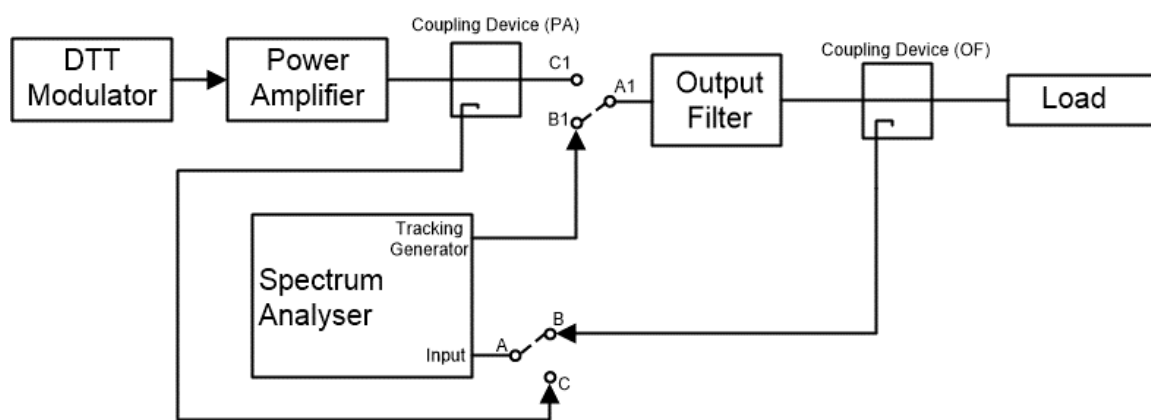 DTT
Modulator
Power
Amplifier
Coupling Device (PA)
C1
A1
B1
Output
Filter
Coupling Device (OF)
Load
Tracking
Generator
Spectrum
Analyser
Input
A
B
C